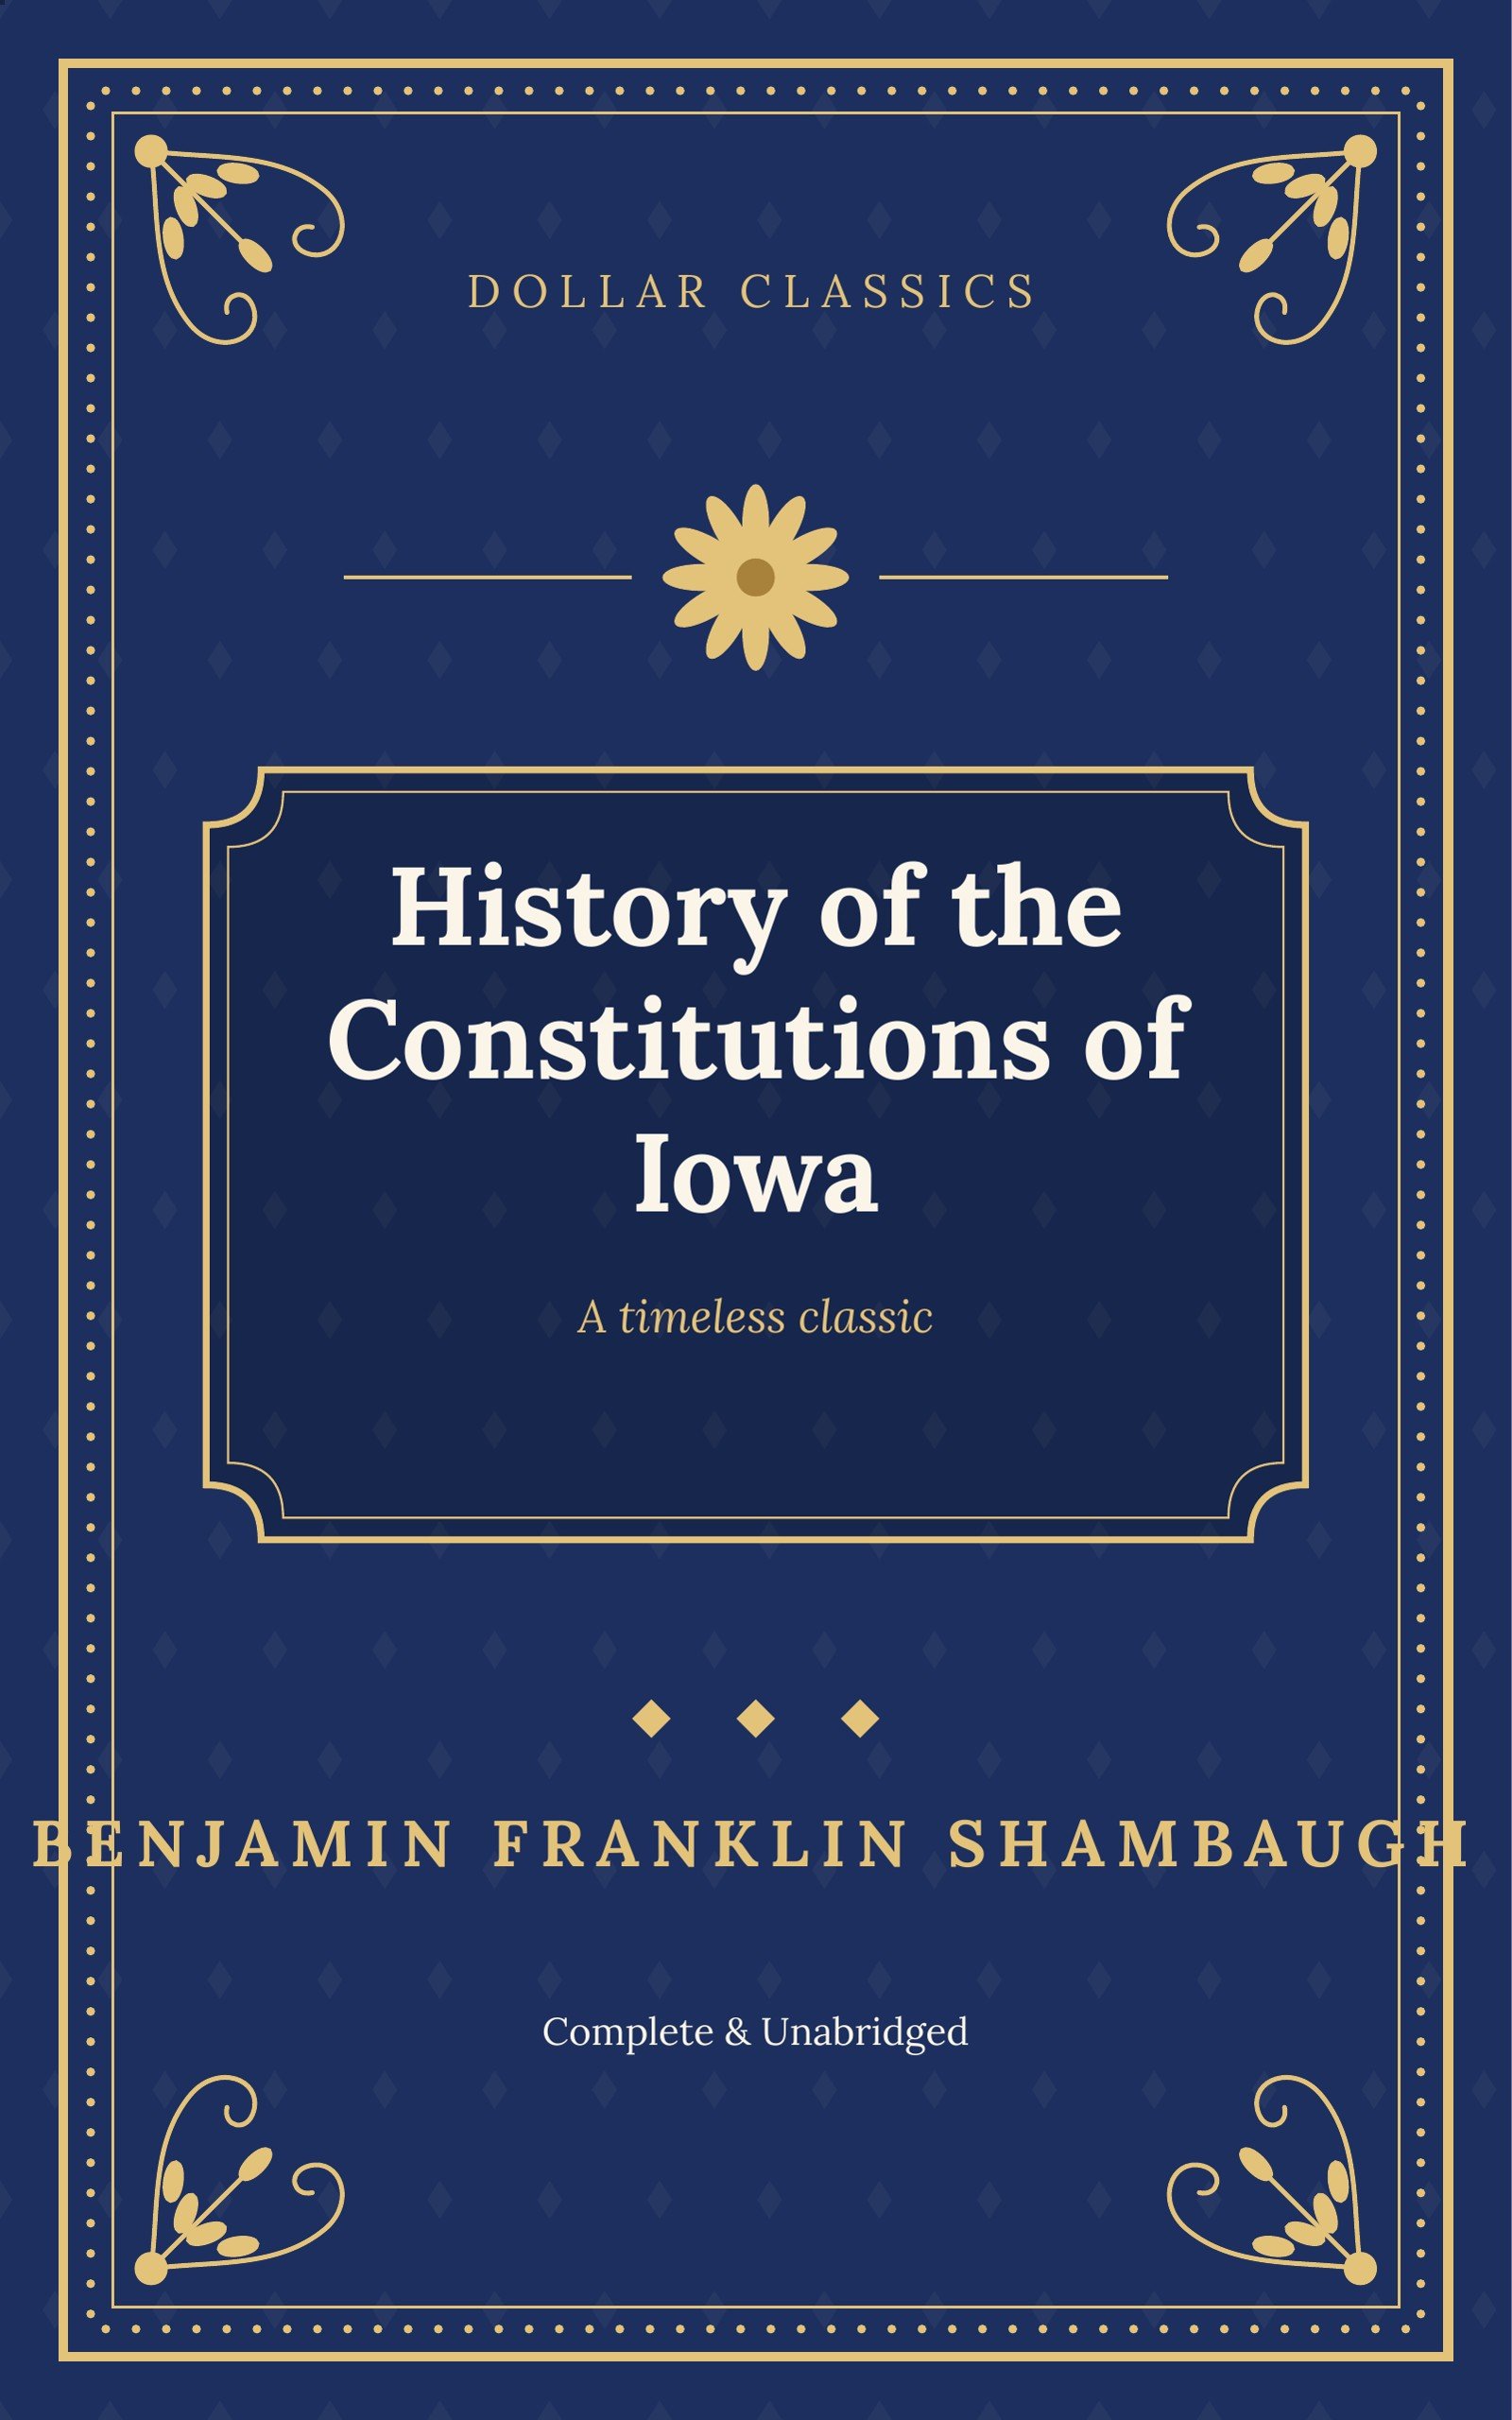 DOLLAR CLASSICS
History of the
Constitutions of
Iowa
A timeless classic
BENJAMIN FRANKLIN SHAMBAUGH
Complete & Unabridged